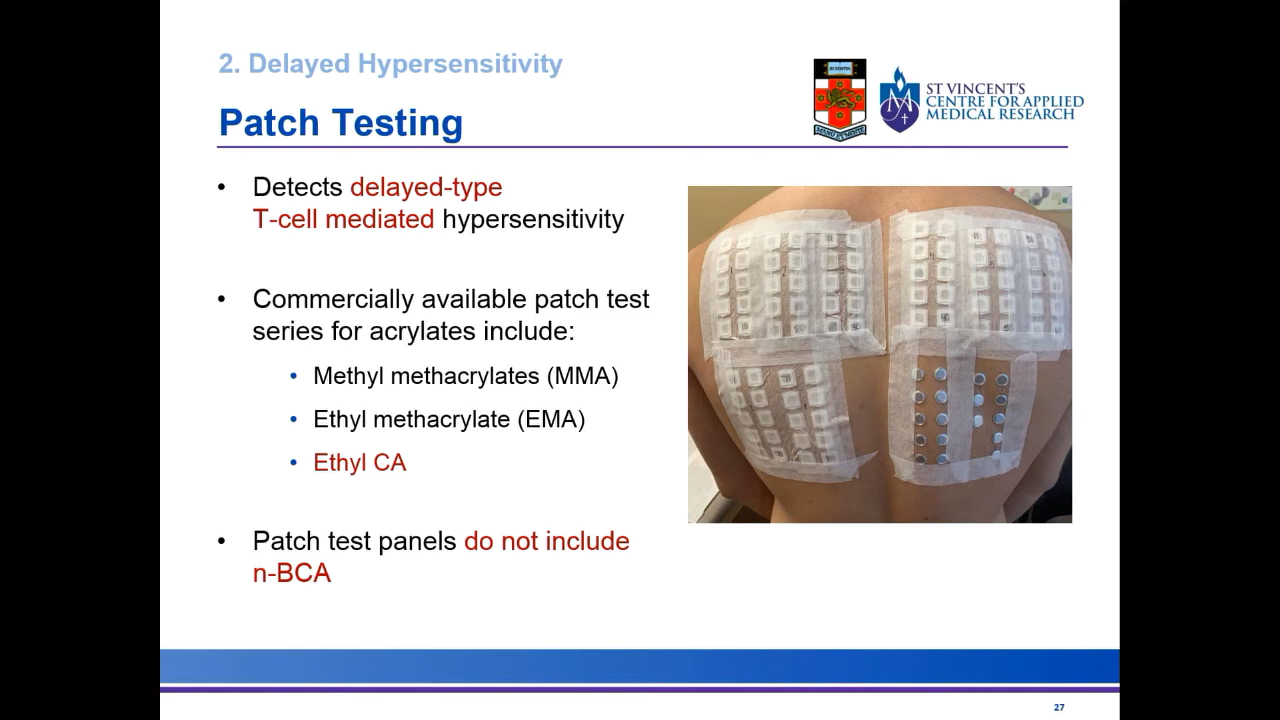 2. Delayed Hypersensitivity
Patch Testing
ST VINCENT'S
CENTRE FOR APPLIED
MEDICAL RESEARCH
• Detects delayed-type
T-cell mediated hypersensitivity
• Commercially available patch test
series for acrylates include:
• Methyl methacrylates (MMA)
• Ethyl methacrylate (EMA)
• Ethyl CA
• Patch test panels do not include
n-BCA
27